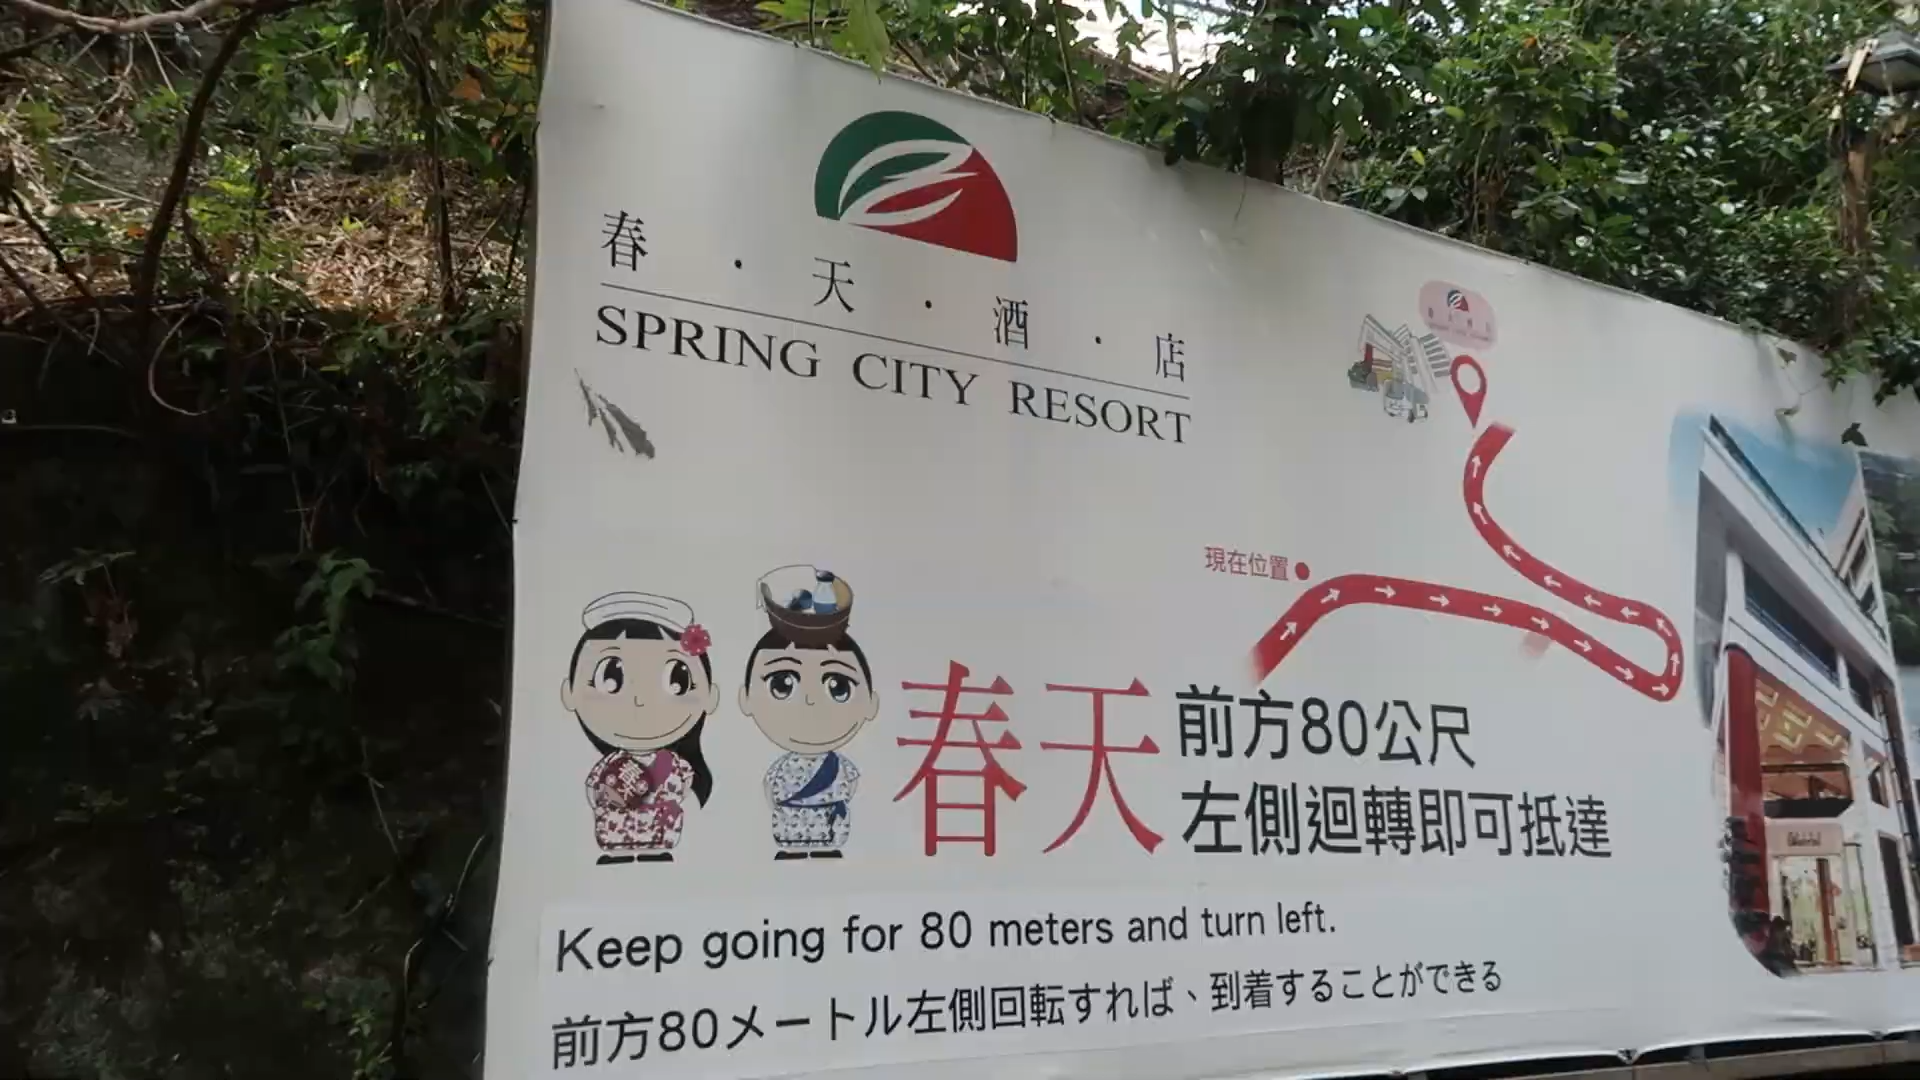 春・天・酒・店
SPRING CITY RESORT
現在位置
春天
前方80公尺
左側迴轉即可抵達
Keep going for 80 meters and turn left.
前方80メートル左側回転すれば、到着することができる